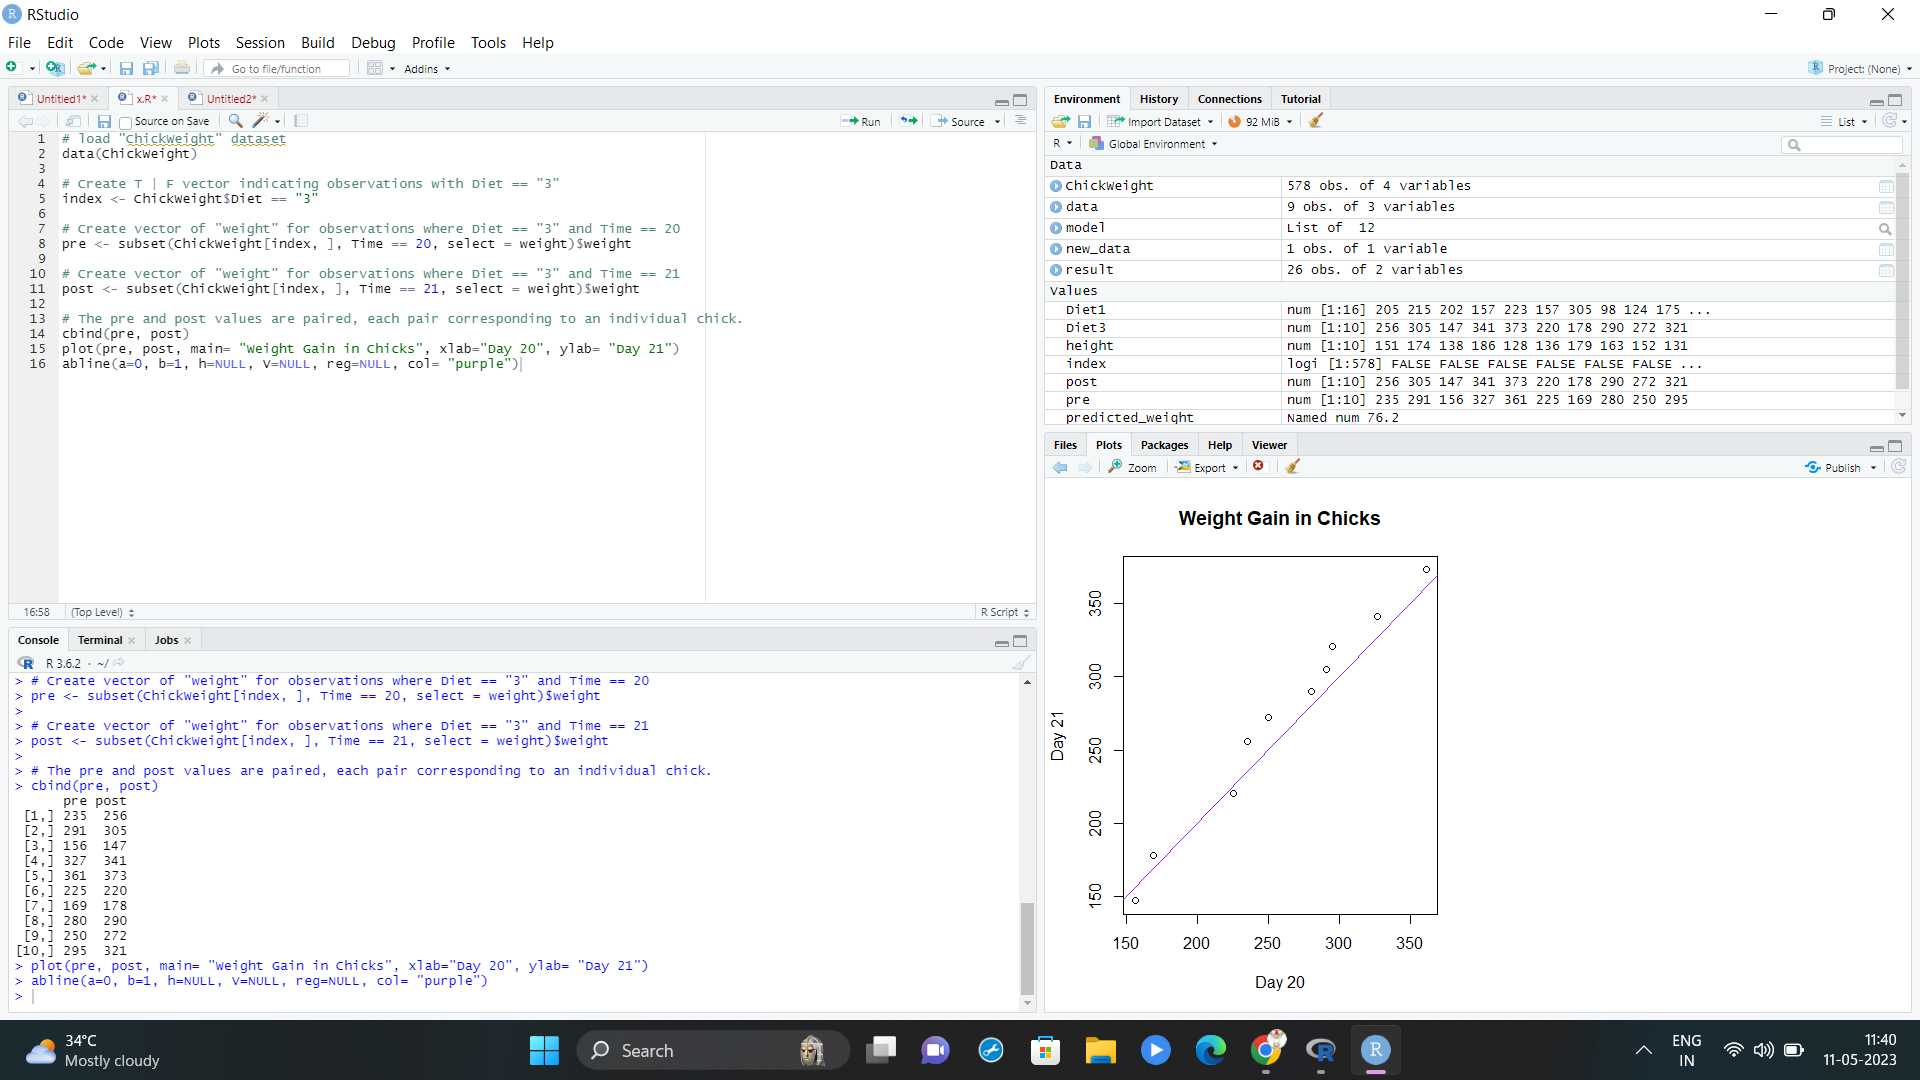 RStudio
File Edit Code View Plots Session Build Debug Profile Tools Help
Go to file/function Addins Project: (None)
Untitled1* x.R* Untitled2*
Source on Save Run Source
1 # load "ChickWeight" dataset
2 data(ChickWeight)
3
4 # Create T | F vector indicating observations with Diet == "3"
5 index <- ChickWeight$Diet == "3"
6
7 # Create vector of "weight" for observations where Diet == "3" and Time == 20
8 pre <- subset(ChickWeight[index, ], Time == 20, select = weight)$weight
9
10 # Create vector of "weight" for observations where Diet == "3" and Time == 21
11 post <- subset(ChickWeight[index, ], Time == 21, select = weight)$weight
12
13 # The pre and post values are paired, each pair corresponding to an individual chick.
14 cbind(pre, post)
15 plot(pre, post, main= "Weight Gain in Chicks", xlab="Day 20", ylab= "Day 21")
16 abline(a=0, b=1, h=NULL, V=NULL, reg=NULL, col= "purple")
16:58 (Top Level) R Script
Console Terminal Jobs
R 3.6.2 · ~/
> # Create vector of "weight" for observations where Diet == "3" and Time == 20
> pre <- subset(ChickWeight[index, ], Time == 20, select = weight)$weight
>
> # Create vector of "weight" for observations where Diet == "3" and Time == 21
> post <- subset(ChickWeight[index, ], Time == 21, select = weight)$weight
>
> # The pre and post values are paired, each pair corresponding to an individual chick.
> cbind(pre, post)
pre post
[1,] 235 256
[2,] 291 305
[3,] 156 147
[4,] 327 341
[5,] 361 373
[6,] 225 220
[7,] 169 178
[8,] 280 290
[9,] 250 272
[10,] 295 321
> plot(pre, post, main= "Weight Gain in Chicks", xlab="Day 20", ylab= "Day 21")
> abline(a=0, b=1, h=NULL, V=NULL, reg=NULL, col= "purple")
>
Environment History Connections Tutorial
Import Dataset 92 MiB List
R Global Environment
Data
ChickWeight 578 obs. of 4 variables
data 9 obs. of 3 variables
model List of 12
new_data 1 obs. of 1 variable
result 26 obs. of 2 variables
Values
Diet1 num [1:16] 205 215 202 157 223 157 305 98 124 175 ...
Diet3 num [1:10] 256 305 147 341 373 220 178 290 272 321
height num [1:10] 151 174 138 186 128 136 179 163 152 131
index logi [1:578] FALSE FALSE FALSE FALSE FALSE FALSE ...
post num [1:10] 256 305 147 341 373 220 178 290 272 321
pre num [1:10] 235 291 156 327 361 225 169 280 250 295
predicted_weight Named num 76.2
Files Plots Packages Help Viewer
Zoom Export Publish
Weight Gain in Chicks
350
300
250
200
150
Day 21
150 200 250 300 350
Day 20
34°C
Mostly cloudy
Search
ENG
IN
11:40
11-05-2023